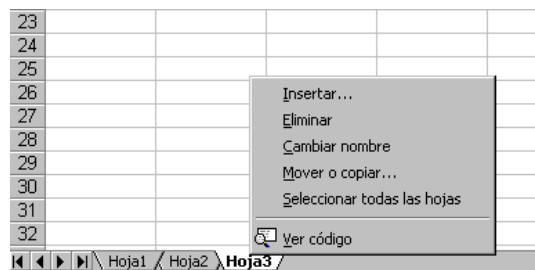 23
24
25
26
27
28
29
30
31
32
Insertar...
Eliminar
Cambiar nombre
Mover o copiar...
Seleccionar todas las hojas
Ver código
Hoja1 Hoja2 Hoja3